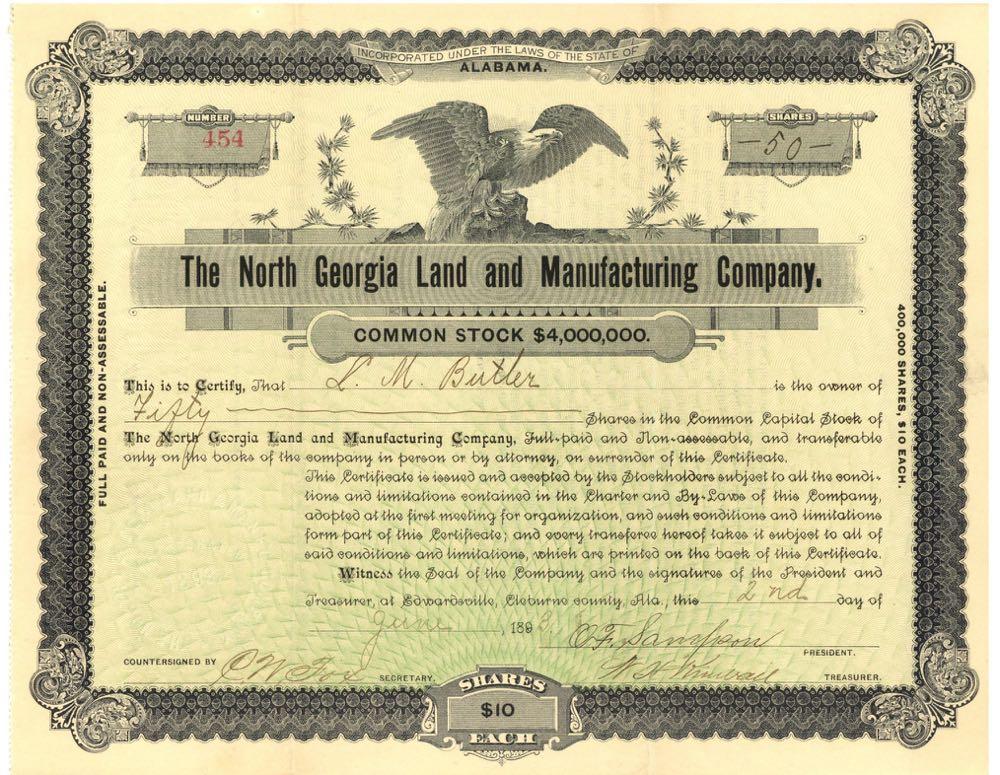 INCORPORATED UNDER THE LAWS OF THE STATE OF
ALABAMA.
NUMBER
454
SHARES
-50-
The North Georgia Land and Manufacturing Company.
COMMON STOCK $4,000,000.
FULL PAID AND NON-ASSESSABLE.
400,000 SHARES, $10 EACH.
This is to Certify, That L. M. Butler is the owner of
Fifty Shares in the Common Capital Stock of
The North Georgia Land and Manufacturing Company, Full-paid and Non-assessable, and transferable
only on the books of the company in person or by attorney, on surrender of this Certificate.
This Certificate is issued and accepted by the Stockholders subject to all the condi-
tions and limitations contained in the Charter and By-Laws of this Company,
adopted at the first meeting for organization, and such conditions and limitations
form part of this Certificate; and every transferee hereof takes it subject to all of
said conditions and limitations, which are printed on the back of this Certificate.
Witness the Seal of the Company and the signatures of the President and
Treasurer, at Edwardsville, Cleburne county, Ala., this 2nd day of
June, 1893. O. F. Sampson
PRESIDENT.
COUNTERSIGNED BY C W Fox SECRETARY. TREASURER.
SHARES
$10
EACH